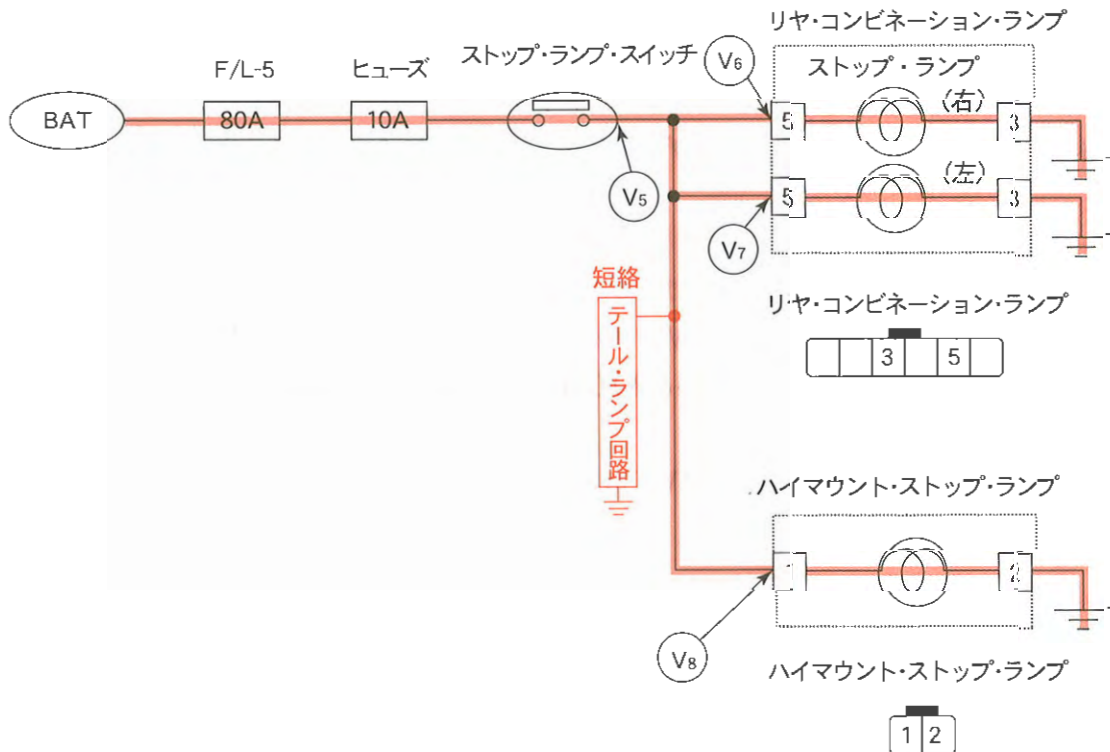 リヤ・コンビネーション・ランプ
F/L-5
ヒューズ
ストップ・ランプ・スイッチ
V6
ストップ・ランプ
(右)
BAT
80A
10A
5
3
V5
(左)
5
3
V7
短絡
テール・ランプ回路
リヤ・コンビネーション・ランプ
3 5
ハイマウント・ストップ・ランプ
1
2
V8
ハイマウント・ストップ・ランプ
1 2